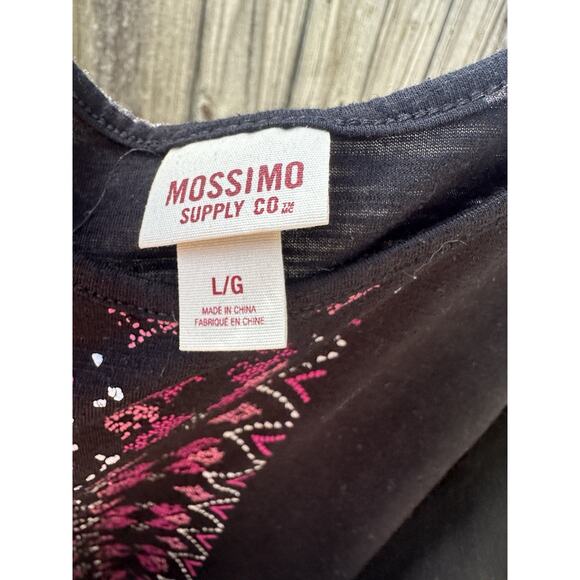 MOSSIMO
SUPPLY CO ™ MC
L/G
MADE IN CHINA
FABRIQUÉ EN CHINE